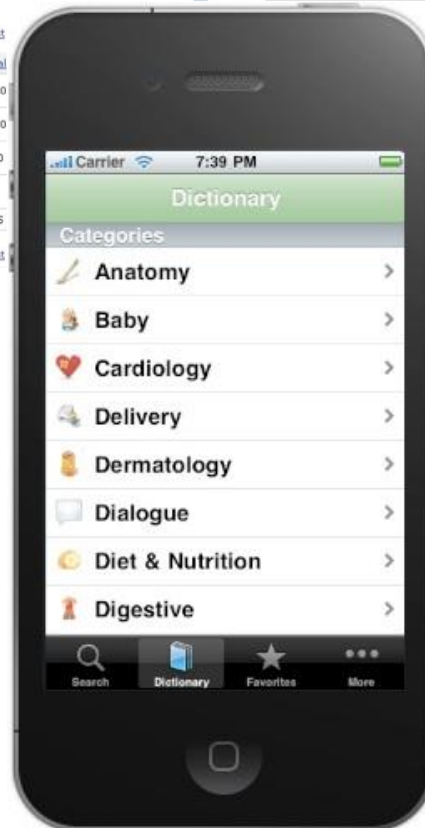 Carrier 7:39 PM
Dictionary
Categories
Anatomy
Baby
Cardiology
Delivery
Dermatology
Dialogue
Diet & Nutrition
Digestive
Search Dictionary Favorites More